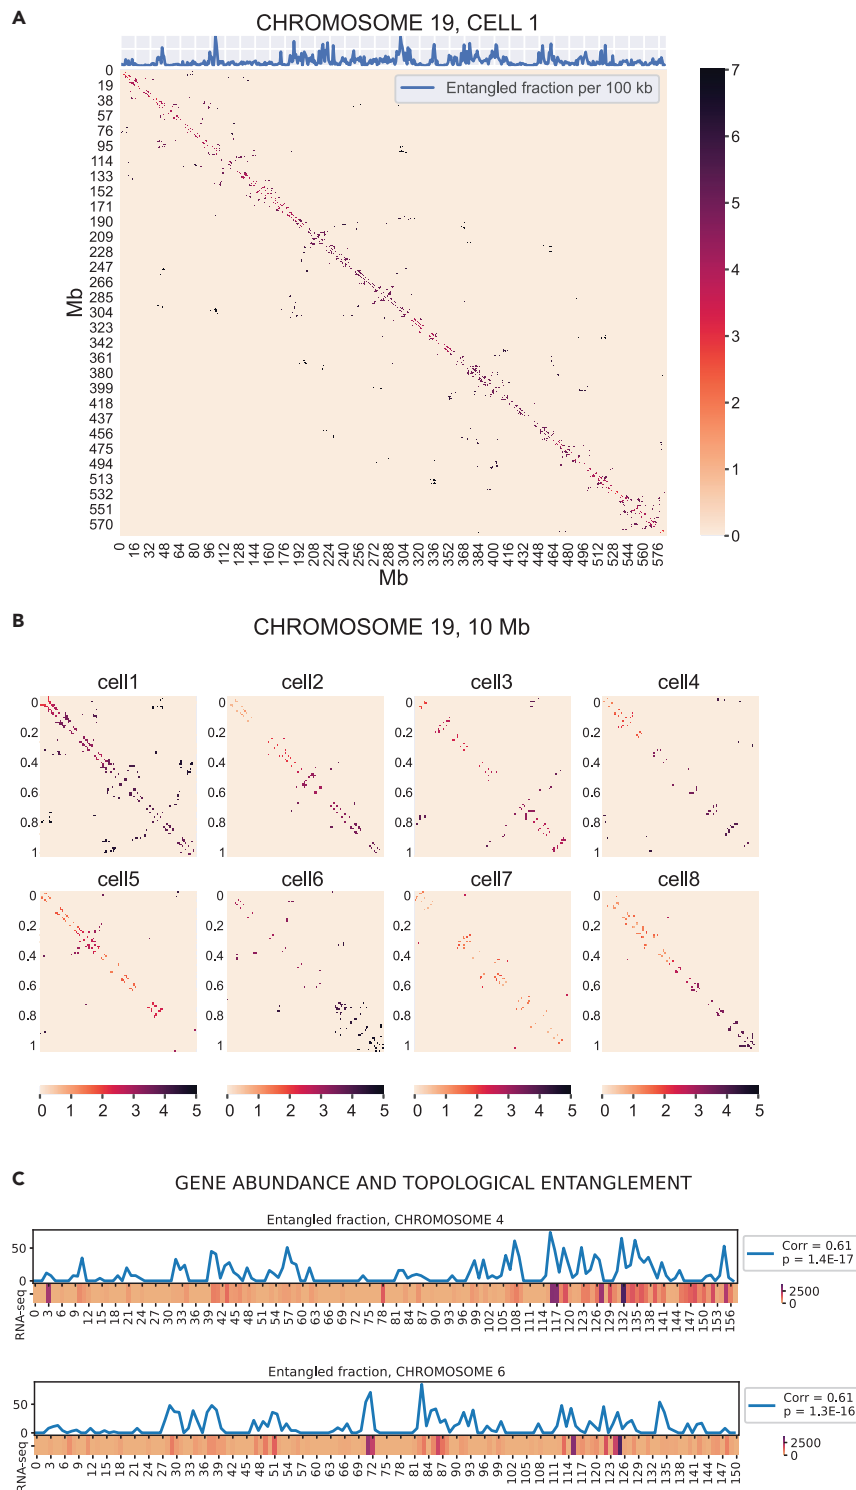 A
CHROMOSOME 19, CELL 1
Entangled fraction per 100 kb
0
19
38
57
76
95
114
133
152
171
190
209
228
247
266
285
304
323
342
361
380
399
418
437
456
475
494
513
532
551
570
Mb
0 16 32 48 64 80 96 112 128 144 160 176 192 208 224 240 256 272 288 304 320 336 352 368 384 400 416 432 448 464 480 496 512 528 544 560 576
Mb
7
6
5
4
3
2
1
0
B
CHROMOSOME 19, 10 Mb
cell1 cell2 cell3 cell4
0
0.2
0.4
0.6
0.8
1
cell5 cell6 cell7 cell8
0
0.2
0.4
0.6
0.8
1
0 1 2 3 4 5 0 1 2 3 4 5 0 1 2 3 4 5 0 1 2 3 4 5
C
GENE ABUNDANCE AND TOPOLOGICAL ENTANGLEMENT
Entangled fraction, CHROMOSOME 4
50
0
RNA-seq
0 3 6 9 12 15 18 21 24 27 30 33 36 39 42 45 48 51 54 57 60 63 66 69 72 75 78 81 84 87 90 93 96 99 102 105 108 111 114 117 120 123 126 129 132 135 138 141 144 147 150 153 156
Corr = 0.61
p = 1.4E-17
2500
0
Entangled fraction, CHROMOSOME 6
50
0
RNA-seq
0 3 6 9 12 15 18 21 24 27 30 33 36 39 42 45 48 51 54 57 60 63 66 69 72 75 78 81 84 87 90 93 96 99 102 105 108 111 114 117 120 123 126 129 132 135 138 141 144 147 150
Corr = 0.61
p = 1.3E-16
2500
0